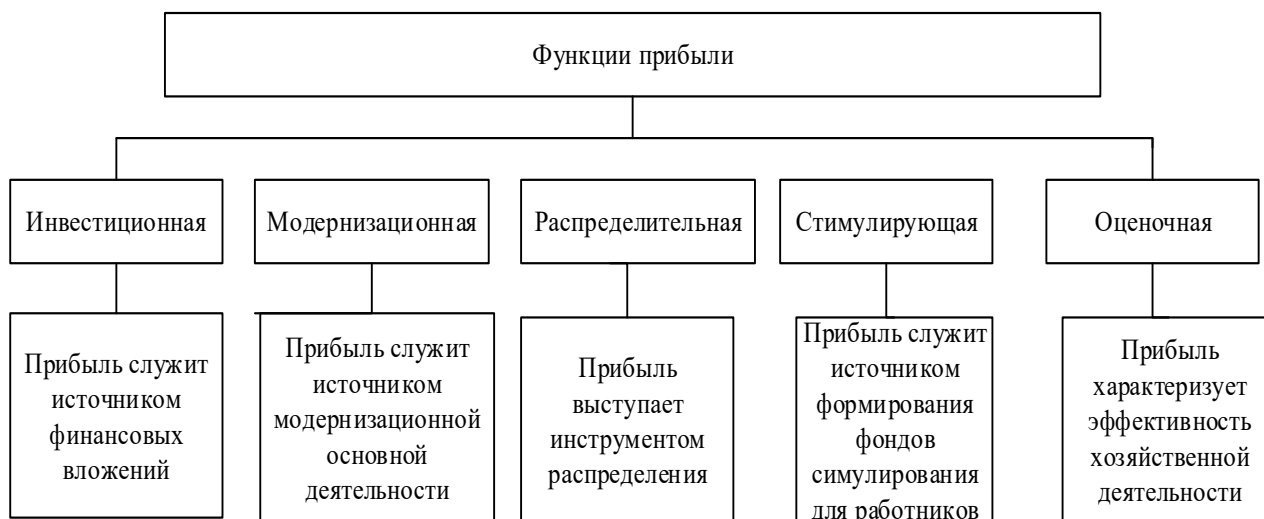 Функции прибыли
Инвестиционная
Модернизационная
Распределительная
Стимулирующая
Оценочная
Прибыль служит
источником
финансовых
вложений
Прибыль служит
источником
модернизационной
основной
деятельности
Прибыль
выступает
инструментом
распределения
Прибыль служит
источником
формирования
фондов
симулирования
для работников
Прибыль
характеризует
эффективность
хозяйственной
деятельности